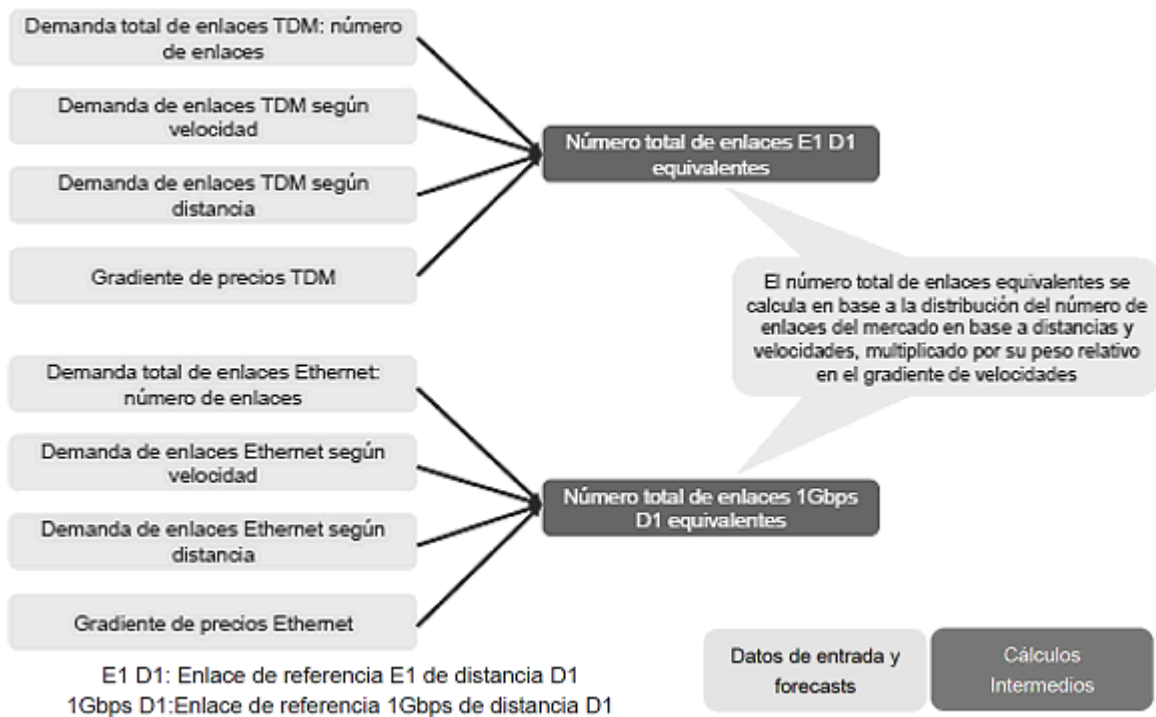 Demanda total de enlaces TDM: número
de enlaces
Demanda de enlaces TDM según
velocidad
Demanda de enlaces TDM según
distancia
Gradiente de precios TDM
Número total de enlaces E1 D1
equivalentes
El número total de enlaces equivalentes se
calcula en base a la distribución del número de
enlaces del mercado en base a distancias y
velocidades, multiplicado por su peso relativo
en el gradiente de velocidades
Demanda total de enlaces Ethernet:
número de enlaces
Demanda de enlaces Ethernet según
velocidad
Demanda de enlaces Ethernet según
distancia
Gradiente de precios Ethernet
Número total de enlaces 1Gbps
D1 equivalentes
E1 D1: Enlace de referencia E1 de distancia D1
1Gbps D1:Enlace de referencia 1Gbps de distancia D1
Datos de entrada y
forecasts
Cálculos
Intermedios